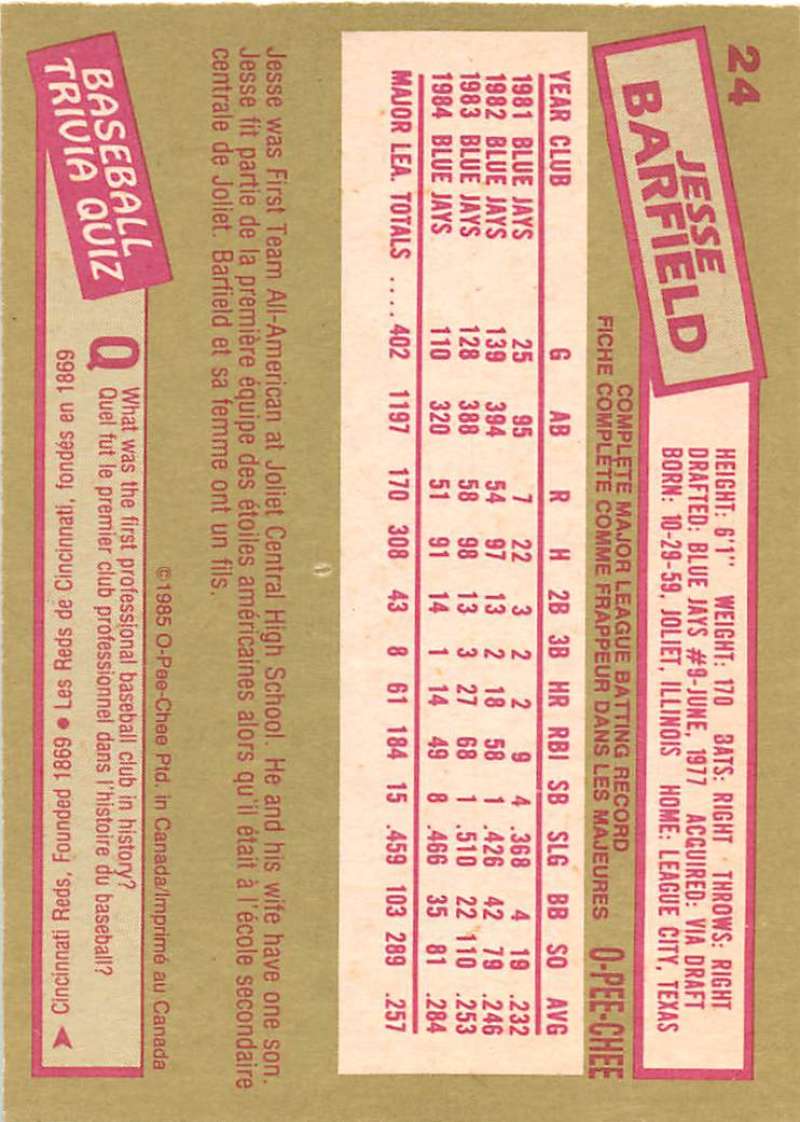 24
JESSE
BARFIELD
HEIGHT: 6'1" WEIGHT: 170 BATS: RIGHT THROWS: RIGHT
DRAFTED: BLUE JAYS #9-JUNE, 1977 ACQUIRED: VIA DRAFT
BORN: 10-29-59, JOLIET, ILLINOIS HOME: LEAGUE CITY, TEXAS
COMPLETE MAJOR LEAGUE BATTING RECORD
FICHE COMPLÈTE COMME FRAPPEUR DANS LES MAJEURES
O-PEE-CHEE
YEAR CLUB G AB R H 2B 3B HR RBI SB SLG BB SO AVG
1981 BLUE JAYS 25 95 7 22 3 2 2 9 4 .368 4 19 .232
1982 BLUE JAYS 139 394 54 97 13 2 18 58 1 .426 42 79 .246
1983 BLUE JAYS 128 388 58 98 13 3 27 68 1 .510 22 110 .253
1984 BLUE JAYS 110 320 51 91 14 1 14 49 8 .466 35 81 .284
MAJOR LEA. TOTALS ..... 402 1197 170 308 43 8 61 184 15 .459 103 289 .257
Jesse was First Team All-American at Joliet Central High School. He and his wife have one son.
Jesse fit partie de la première équipe des étoiles américaines alors qu'il était à l'école secondaire
centrale de Joliet. Barfield et sa femme ont un fils.
©1985 O-Pee-Chee Ptd. in Canada/Imprimé au Canada
BASEBALL
TRIVIA QUIZ
Q What was the first professional baseball club in history?
Quel fut le premier club professionnel dans l'histoire du baseball?
Cincinnati Reds, Founded 1869 • Les Reds de Cincinnati, fondés en 1869